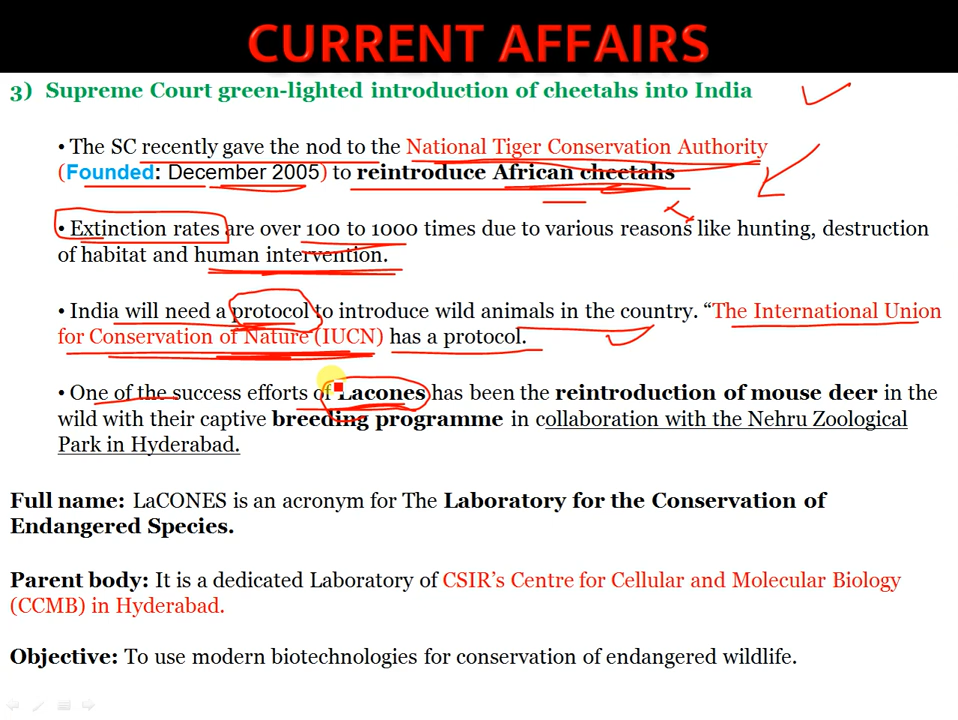 CURRENT AFFAIRS
3) Supreme Court green-lighted introduction of cheetahs into India
• The SC recently gave the nod to the National Tiger Conservation Authority
(Founded: December 2005) to reintroduce African cheetahs
• Extinction rates are over 100 to 1000 times due to various reasons like hunting, destruction
of habitat and human intervention.
• India will need a protocol to introduce wild animals in the country. “The International Union
for Conservation of Nature (IUCN) has a protocol.
• One of the success efforts of Lacones has been the reintroduction of mouse deer in the
wild with their captive breeding programme in collaboration with the Nehru Zoological
Park in Hyderabad.
Full name: LaCONES is an acronym for The Laboratory for the Conservation of
Endangered Species.
Parent body: It is a dedicated Laboratory of CSIR’s Centre for Cellular and Molecular Biology
(CCMB) in Hyderabad.
Objective: To use modern biotechnologies for conservation of endangered wildlife.